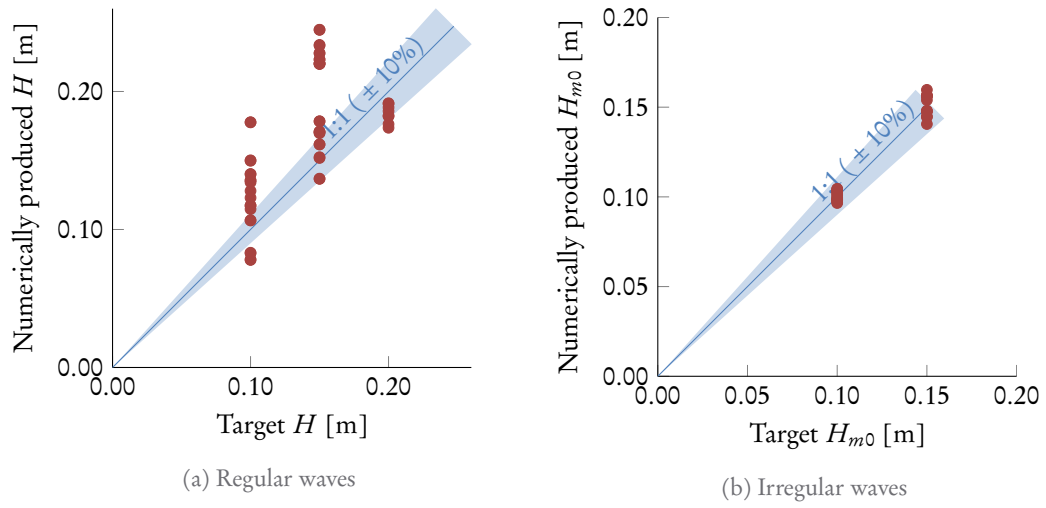 Numerically produced H [m]
0.20
0.10
0.00
0.00 0.10 0.20
Target H [m]
1:1 ( ± 10%)
(a) Regular waves
Numerically produced Hm0 [m]
0.20
0.15
0.10
0.05
0.00
0.00 0.05 0.10 0.15 0.20
Target Hm0 [m]
1:1 ( ± 10%)
(b) Irregular waves